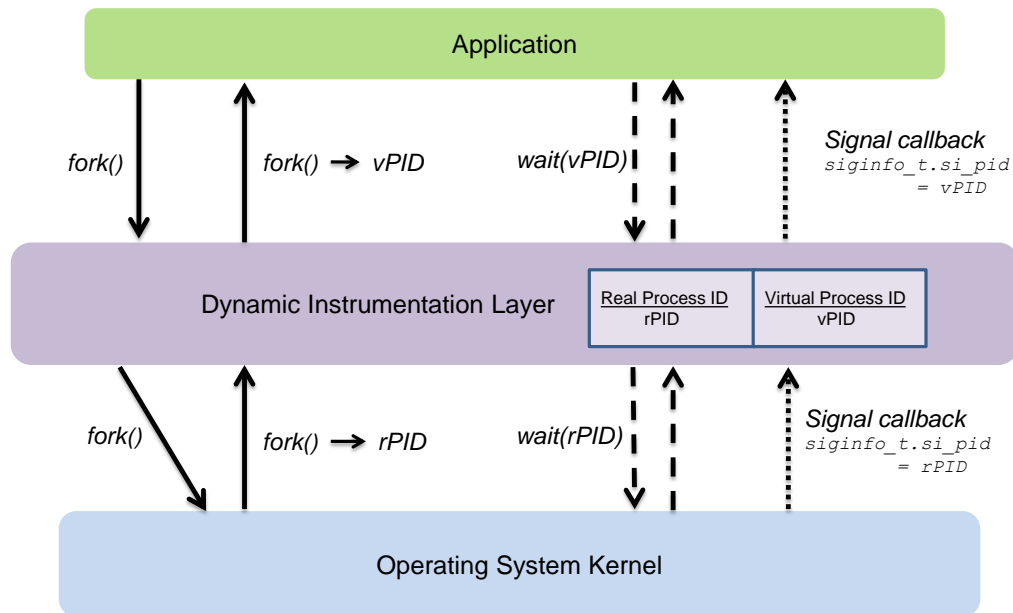 Application
fork()
fork() → vPID
wait(vPID)
Signal callback
siginfo_t.si_pid
= vPID
Dynamic Instrumentation Layer
Real Process ID
rPID
Virtual Process ID
vPID
fork()
fork() → rPID
wait(rPID)
Signal callback
siginfo_t.si_pid
= rPID
Operating System Kernel